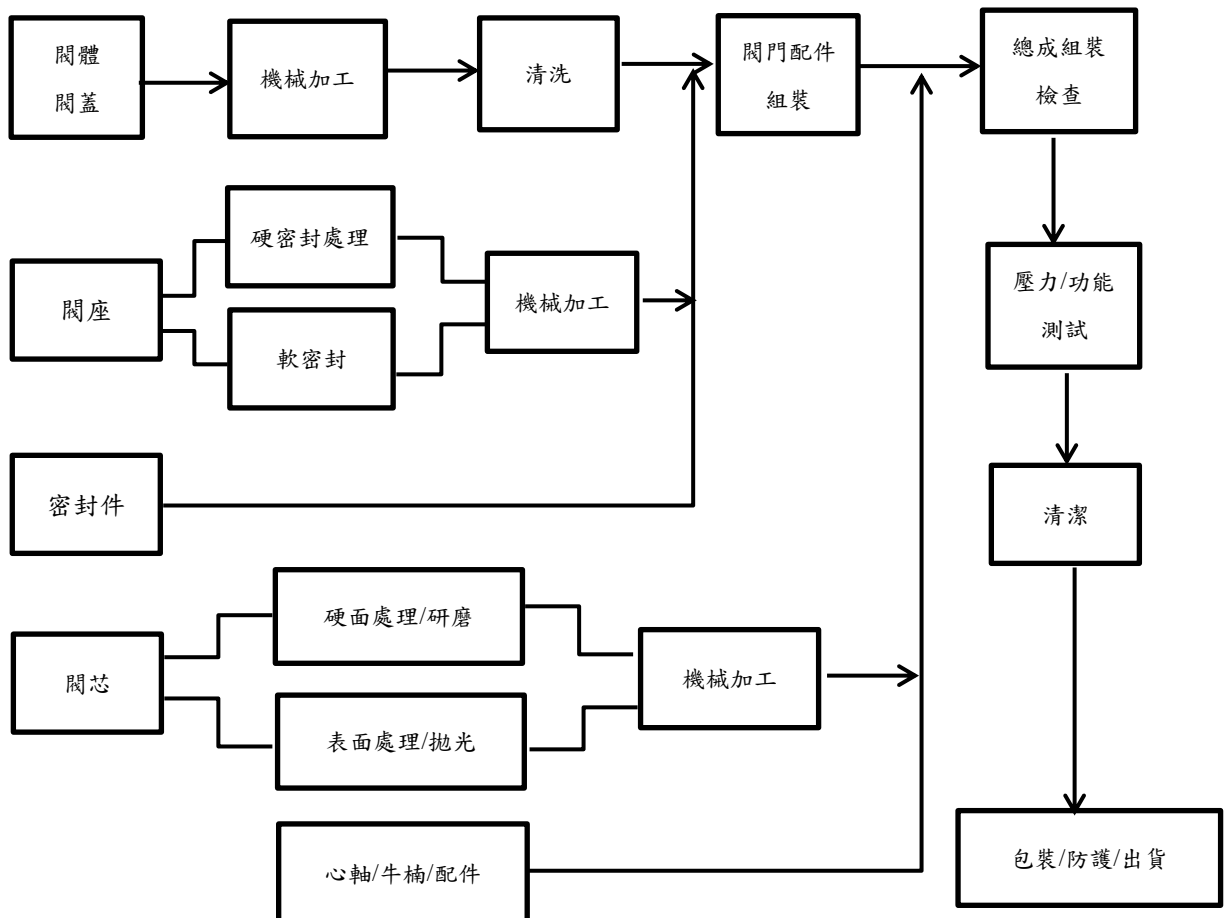 閥體
閥蓋
機械加工
清洗
閥門配件
組裝
總成組裝
檢查
閥座
硬密封處理
軟密封
機械加工
壓力/功能
測試
密封件
清潔
閥芯
硬面處理/研磨
表面處理/拋光
機械加工
心軸/牛楠/配件
包裝/防護/出貨